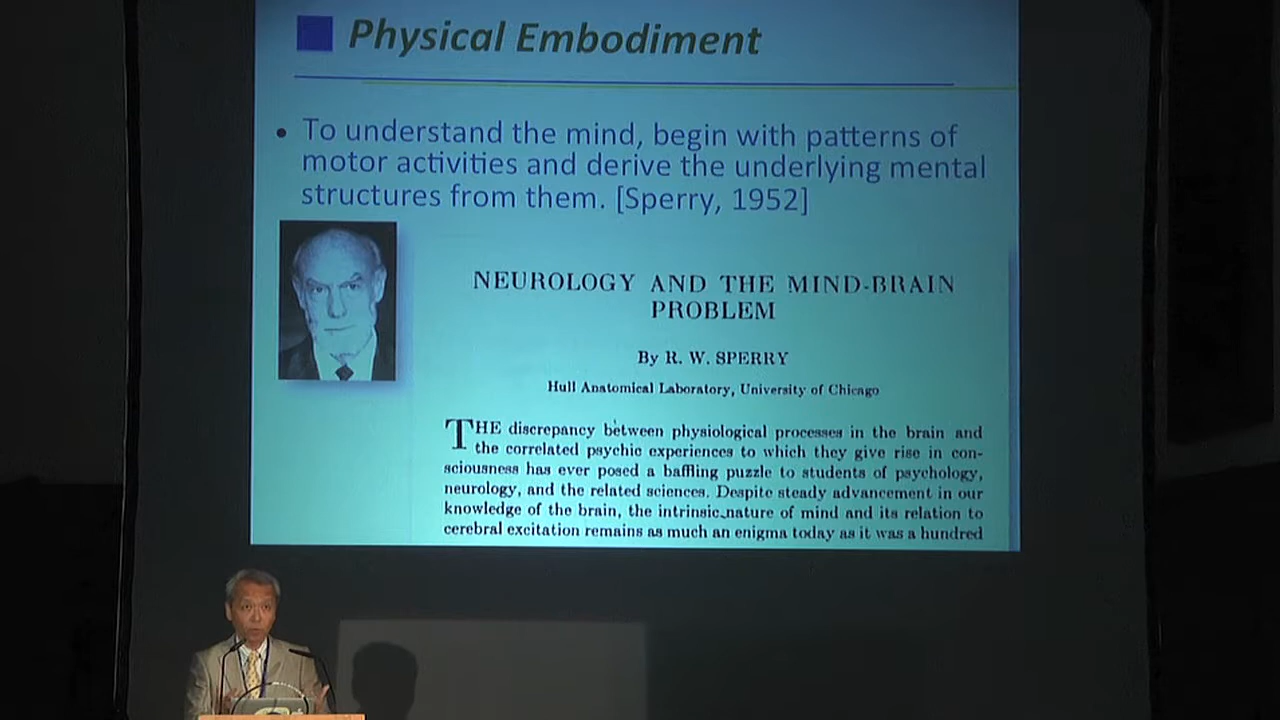 Physical Embodiment
• To understand the mind, begin with patterns of
motor activities and derive the underlying mental
structures from them. [Sperry, 1952]
NEUROLOGY AND THE MIND-BRAIN
PROBLEM
By R. W. SPERRY
Hull Anatomical Laboratory, University of Chicago
THE discrepancy between physiological processes in the brain and
the correlated psychic experiences to which they give rise in con-
sciousness has ever posed a baffling puzzle to students of psychology,
neurology, and the related sciences. Despite steady advancement in our
knowledge of the brain, the intrinsic nature of mind and its relation to
cerebral excitation remains as much an enigma today as it was a hundred